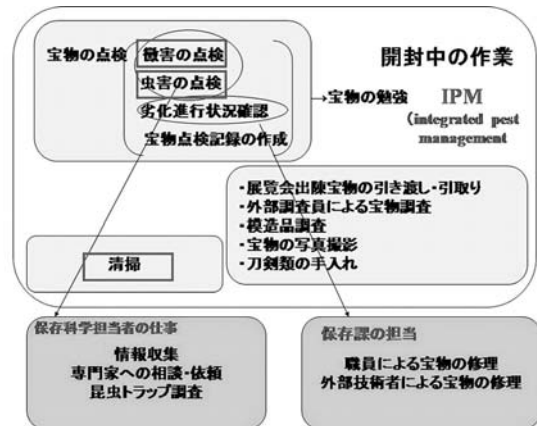 開封中の作業
宝物の点検
黴害の点検
虫害の点検
劣化進行状況確認
宝物点検記録の作成
→宝物の勉強
IPM
(integrated pest
management
・展覧会出陳宝物の引き渡し・引取り
・外部調査員による宝物調査
・模造品調査
・宝物の写真撮影
・刀剣類の手入れ
清掃
保存科学担当者の仕事
情報収集
専門家への相談・依頼
昆虫トラップ調査
保存課の担当
職員による宝物の修理
外部技術者による宝物の修理